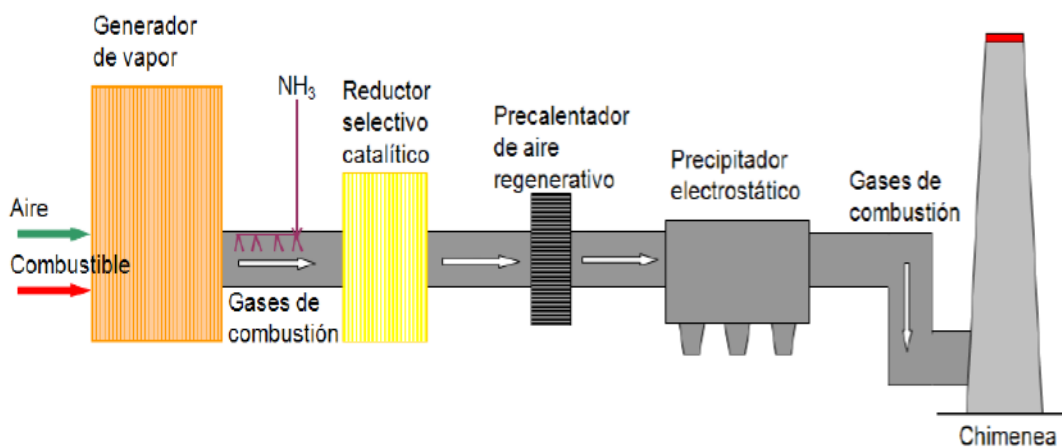 Generador
de vapor
NH₃
Reductor
selectivo
catalítico
Precalentador
de aire
regenerativo
Precipitador
electrostático
Gases de
combustión
Aire
Combustible
Gases de
combustión
Chimenea